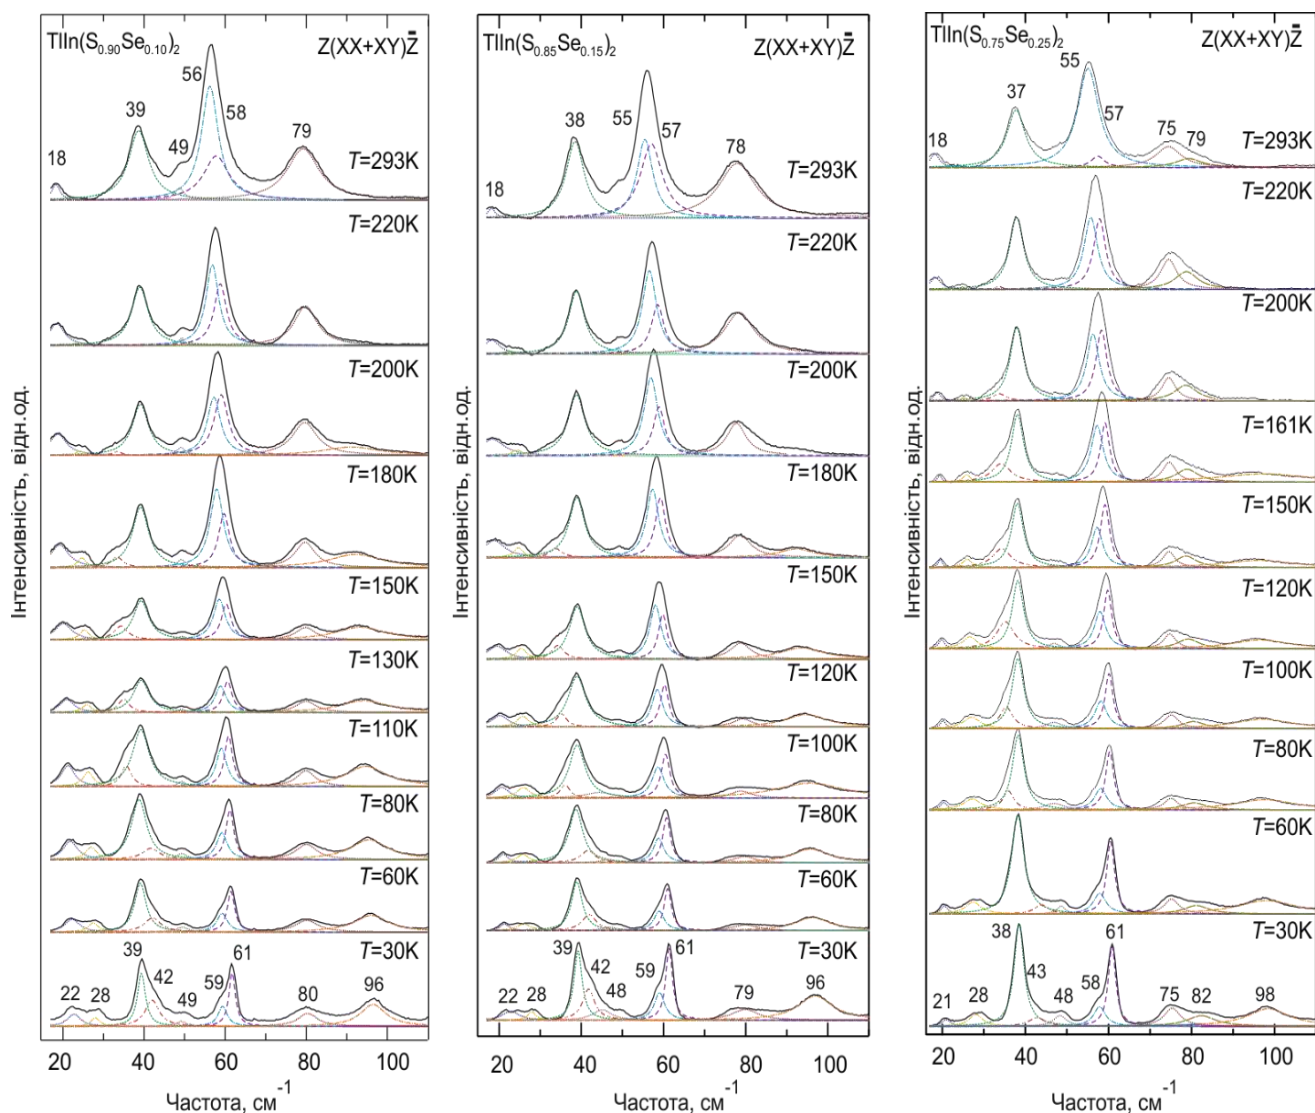 TlIn(S0.90Se0.10)2
Z(XX+XY)Z̄
56
39
58
49
79
18
T=293K
T=220K
T=200K
T=180K
T=150K
T=130K
T=110K
T=80K
T=60K
T=30K
39
61
42
59
80
96
22
28
49
20 40 60 80 100
Частота, см-1
Інтенсивність, відн.од.
TlIn(S0.85Se0.15)2
Z(XX+XY)Z̄
38
55
57
78
18
T=293K
T=220K
T=200K
T=180K
T=150K
T=120K
T=100K
T=80K
T=60K
T=30K
39
61
42
59
48
79
96
22
28
20 40 60 80 100
Частота, см-1
Інтенсивність, відн.од.
TlIn(S0.75Se0.25)2
Z(XX+XY)Z̄
55
37
57
75
79
18
T=293K
T=220K
T=200K
T=161K
T=150K
T=120K
T=100K
T=80K
T=60K
T=30K
38
61
43
58
21
28
48
75
82
98
20 40 60 80 100
Частота, см-1
Інтенсивність, відн.од.